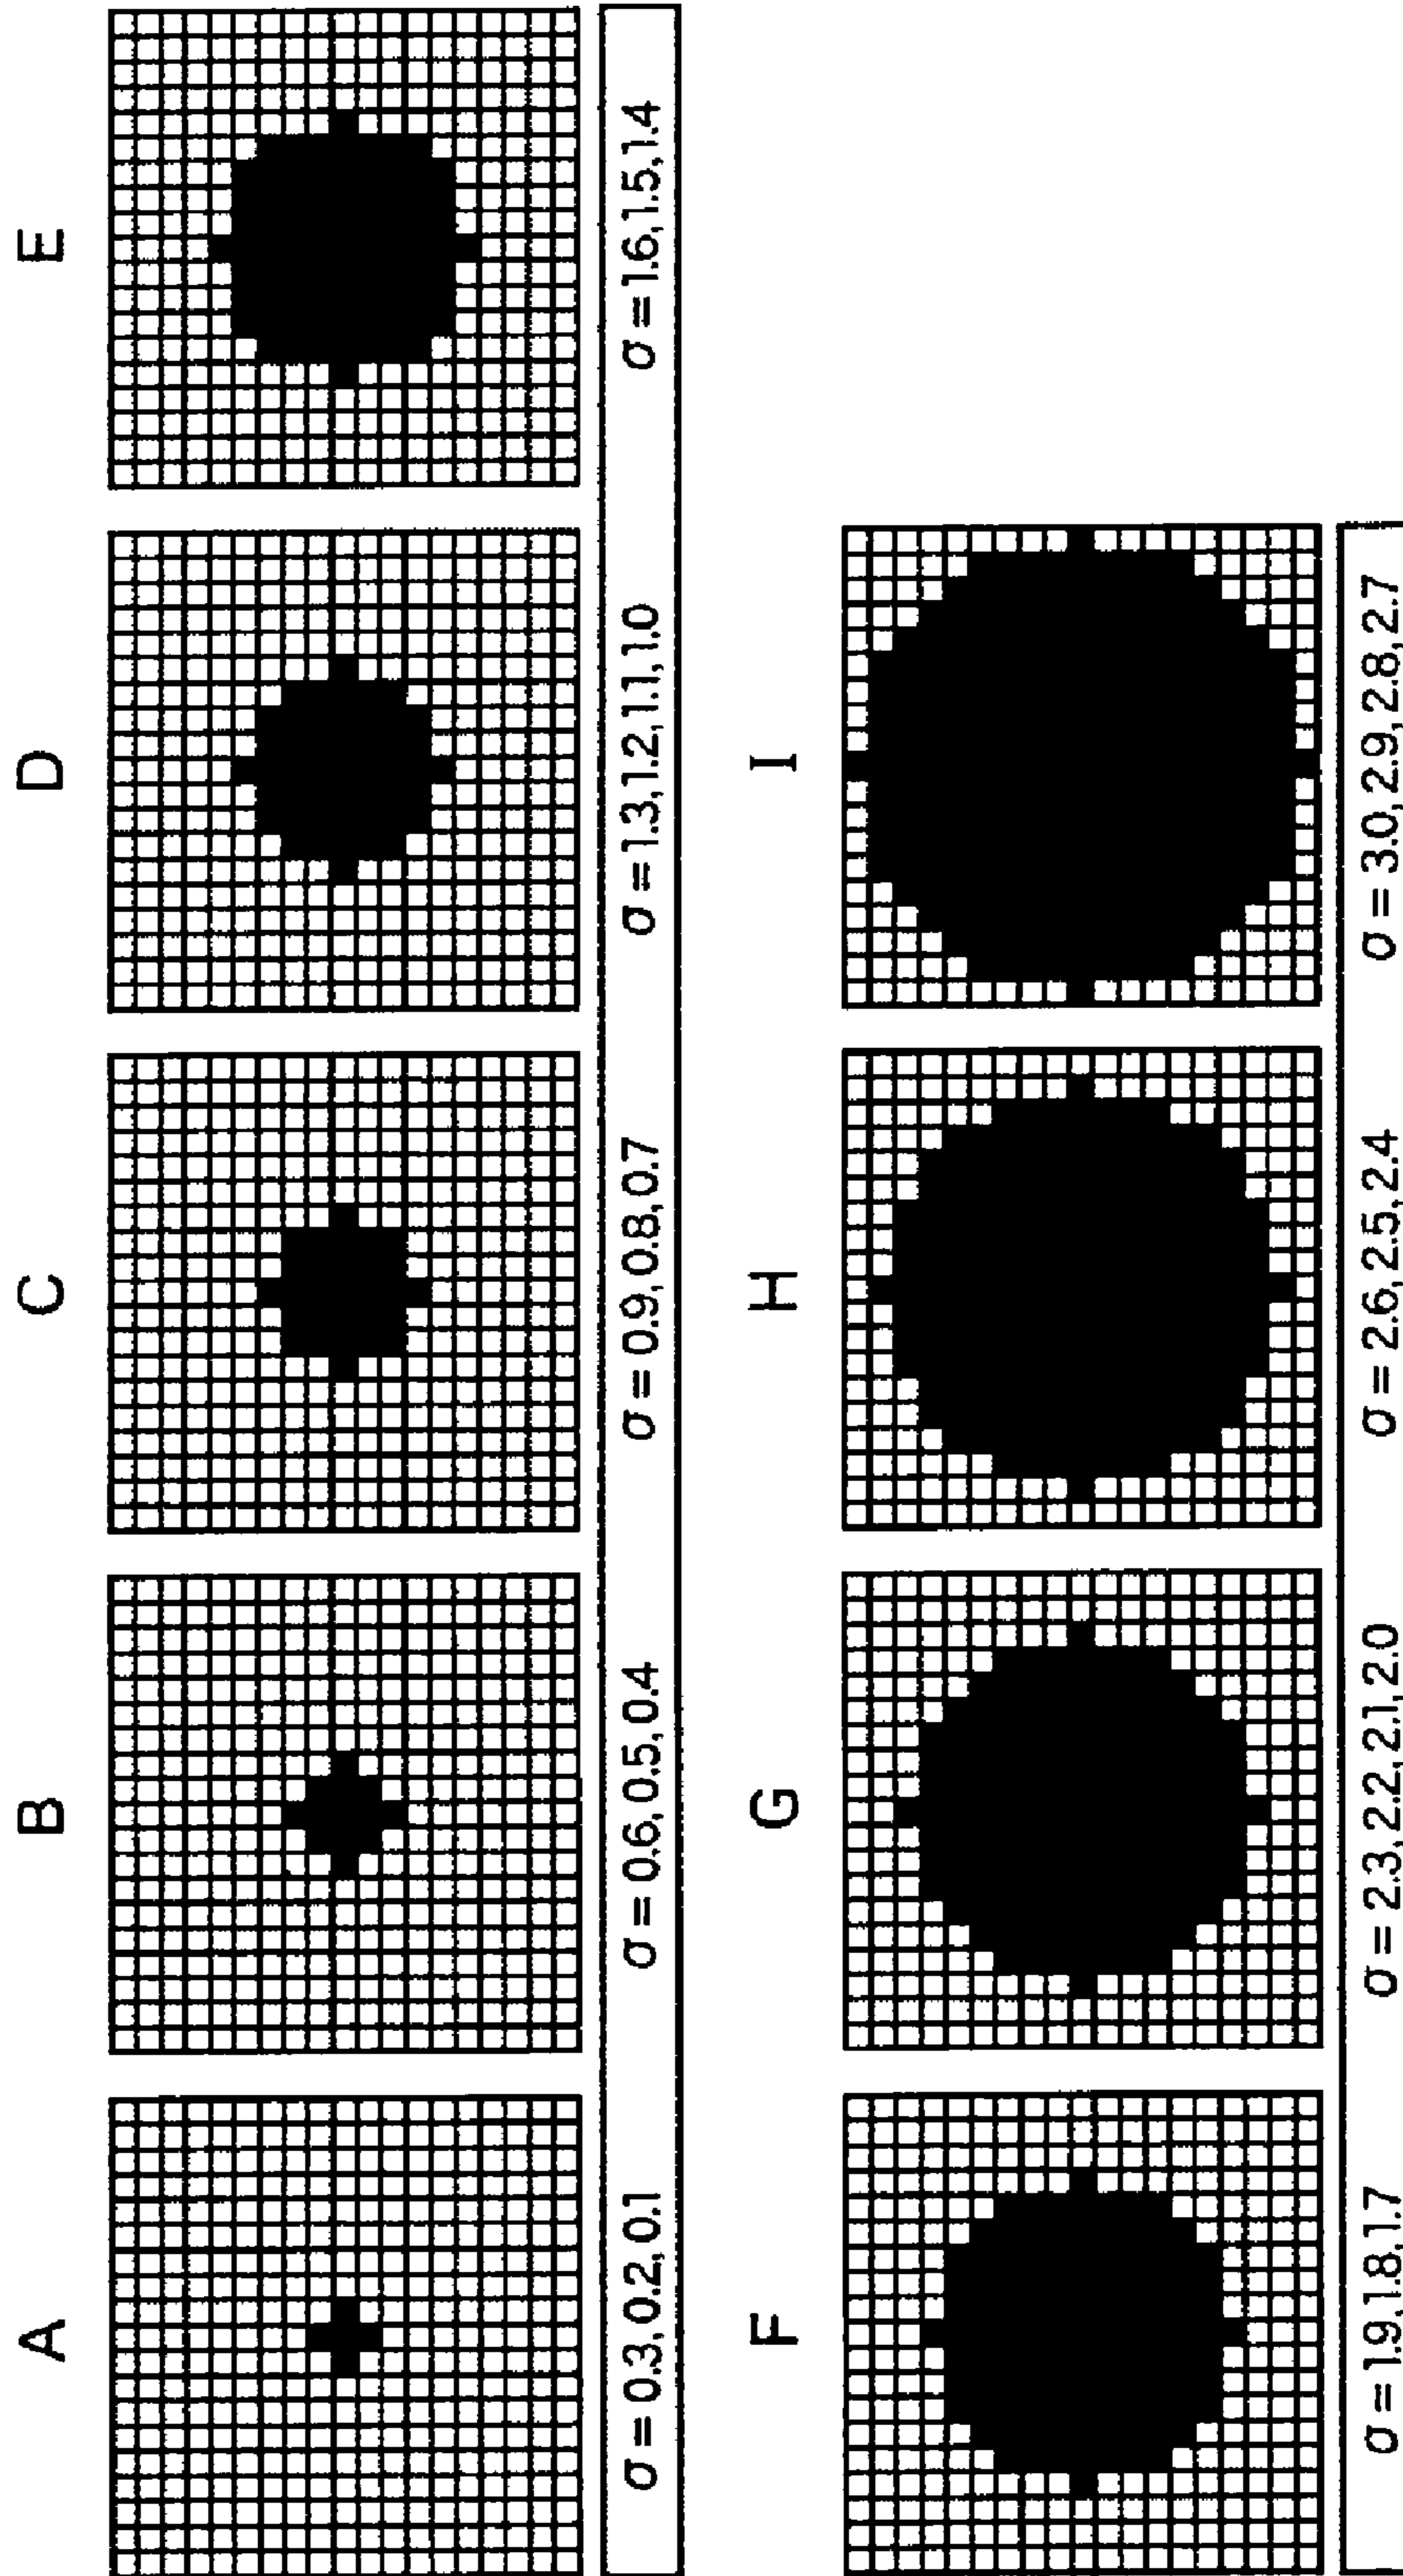 A B C D E
σ = 0.3, 0.2, 0.1 σ = 0.6, 0.5, 0.4 σ = 0.9, 0.8, 0.7 σ = 1.3, 1.2, 1.1, 1.0 σ = 1.6, 1.5, 1.4
F G H I
σ = 1.9, 1.8, 1.7 σ = 2.3, 2.2, 2.1, 2.0 σ = 2.6, 2.5, 2.4 σ = 3.0, 2.9, 2.8, 2.7